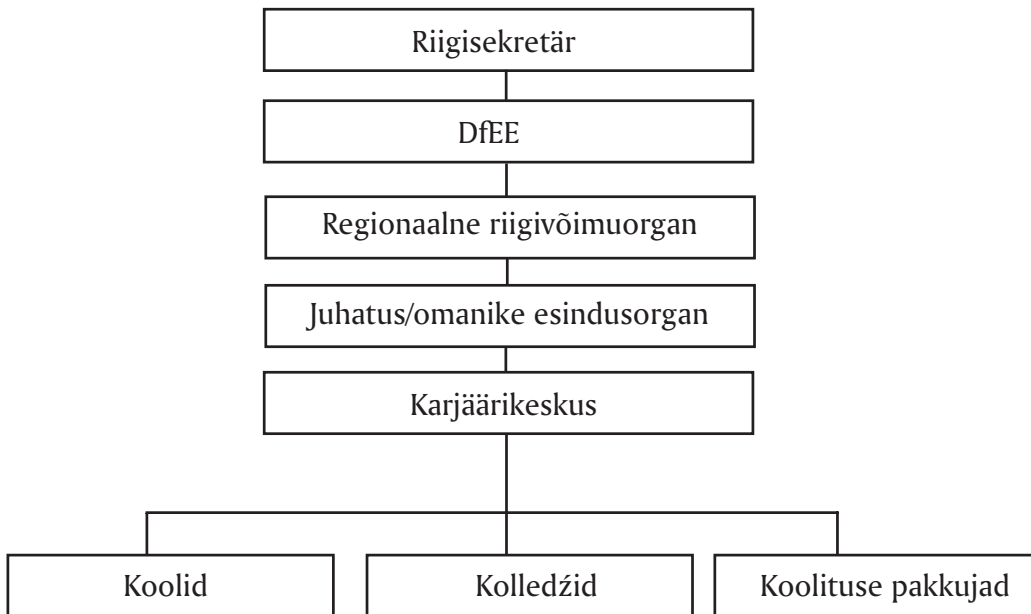 Riigisekretär
DfEE
Regionaalne riigivõimuorgan
Juhatus/omanike esindusorgan
Karjäärikeskus
Koolid
Kolledźid
Koolituse pakkujad